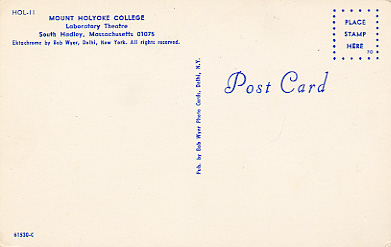 HOL-11
MOUNT HOLYOKE COLLEGE
Laboratory Theatre
South Hadley, Massachusetts 01075
Ektachrome by Bob Wyer, Delhi, New York. All rights reserved.
PLACE
STAMP
HERE
70
Pub. by Bob Wyer Photo Cards, Delhi, N.Y.
Post Card
61530-C